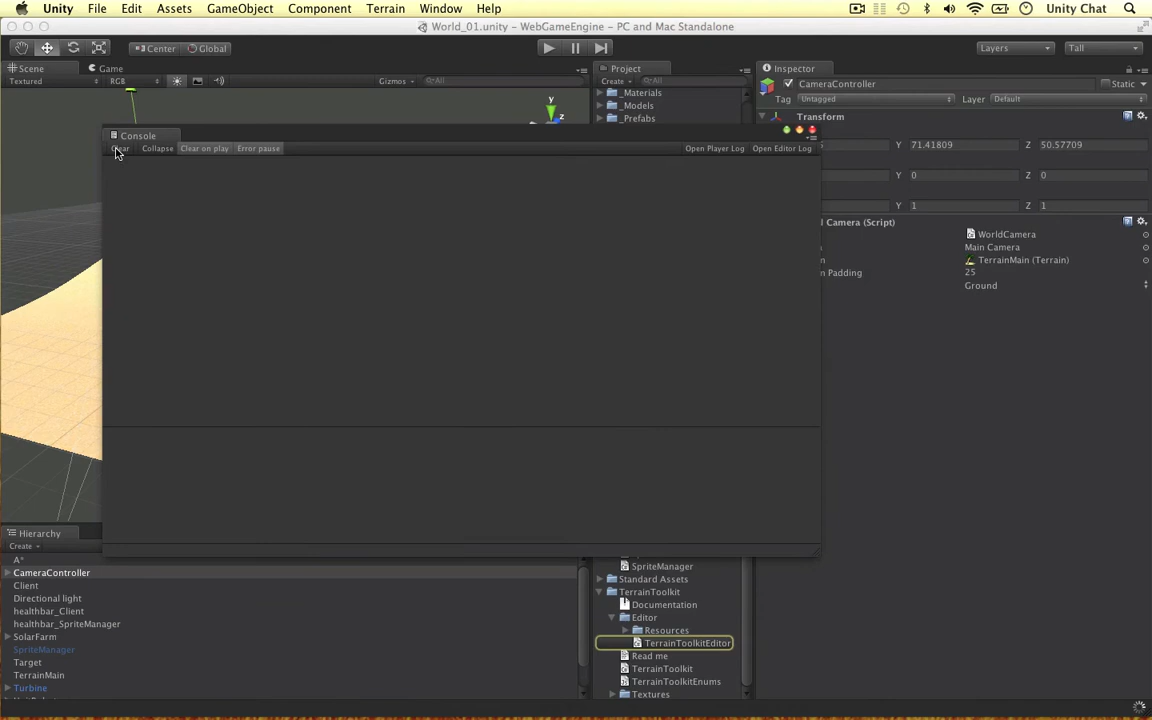 Unity File Edit Assets GameObject Component Terrain Window Help Unity Chat
World_01.unity - WebGameEngine - PC and Mac Standalone
Center Global Layers Tall
Scene Game Project Inspector
Textured RGB Gizmos All Create All
CameraController Static
_Materials
Tag Untagged Layer Default
_Models
_Prefabs
Transform
Console
Clear Collapse Clear on play Error pause Open Player Log Open Editor Log
Y 71.41809 Z 50.57709
Y 0 Z 0
Y 1 Z 1
Camera (Script)
WorldCamera
Main Camera
TerrainMain (Terrain)
Padding 25
Ground
y
z
Hierarchy
Create
A*
CameraController
Client
Directional light
healthbar_Client
healthbar_SpriteManager
SolarFarm
SpriteManager
Target
TerrainMain
Turbine
SpriteManager
Standard Assets
TerrainToolkit
Documentation
Editor
Resources
TerrainToolkitEditor
Read me
TerrainToolkit
TerrainToolkitEnums
Textures